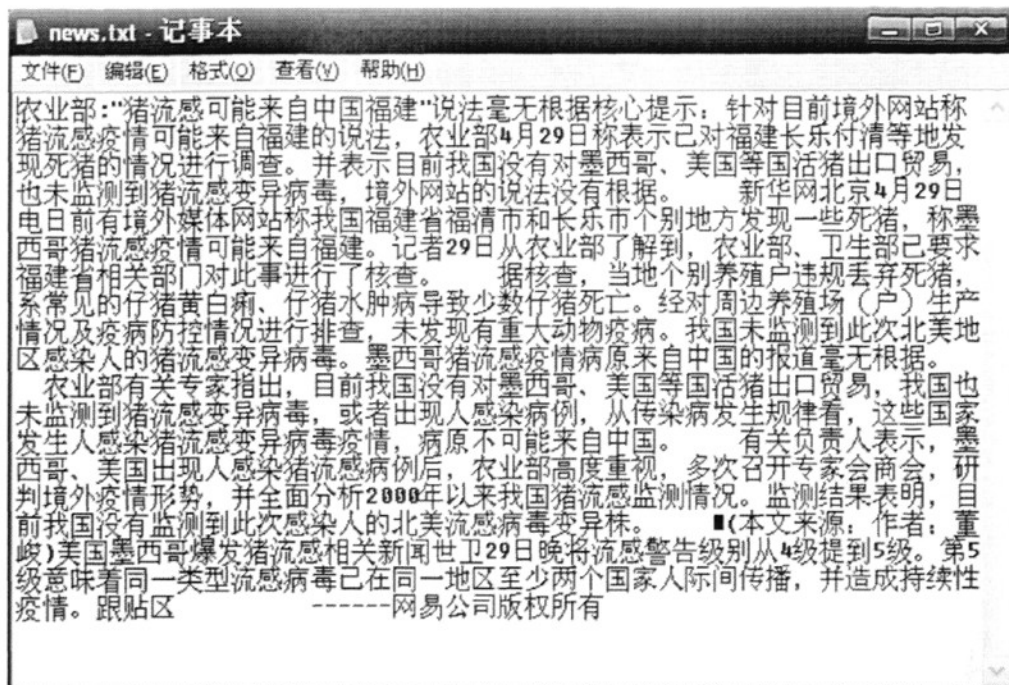 news.txt - 记事本
文件(F) 编辑(E) 格式(O) 查看(V) 帮助(H)
农业部:"猪流感可能来自中国福建"说法毫无根据核心提示：针对目前境外网站称
猪流感疫情可能来自福建的说法，农业部4月29日称表示已对福建长乐付清等地发
现死猪的情况进行调查。并表示目前我国没有对墨西哥、美国等国活猪出口贸易，
也未监测到猪流感变异病毒，境外网站的说法没有根据。　　新华网北京4月29日
电日前有境外媒体网站称我国福建省福清市和长乐市个别地方发现一些死猪，称墨
西哥猪流感疫情可能来自福建。记者29日从农业部了解到，农业部、卫生部已要求
福建省相关部门对此事进行了核查。　　据核查，当地个别养殖户违规丢弃死猪，
系常见的仔猪黄白痢、仔猪水肿病导致少数仔猪死亡。经对周边养殖场（户）生产
情况及疫病防控情况进行排查，未发现有重大动物疫病。我国未监测到此次北美地
区感染人的猪流感变异病毒。墨西哥猪流感疫情病原来自中国的报道毫无根据。
　农业部有关专家指出，目前我国没有对墨西哥、美国等国活猪出口贸易，我国也
未监测到猪流感变异病毒，或者出现人感染病例，从传染病发生规律看，这些国家
发生人感染猪流感变异病毒疫情，病原不可能来自中国。　　有关负责人表示，墨
西哥、美国出现人感染猪流感病例后，农业部高度重视，多次召开专家会商会，研
判境外疫情形势，并全面分析2000年以来我国猪流感监测情况。监测结果表明，目
前我国没有监测到此次感染人的北美流感病毒变异株。　　■(本文来源：作者：董
峻)美国墨西哥爆发猪流感相关新闻世卫29日晚将流感警告级别从4级提到5级。第5
级意味着同一类型流感病毒已在同一地区至少两个国家人际间传播，并造成持续性
疫情。跟贴区　　　　　------网易公司版权所有